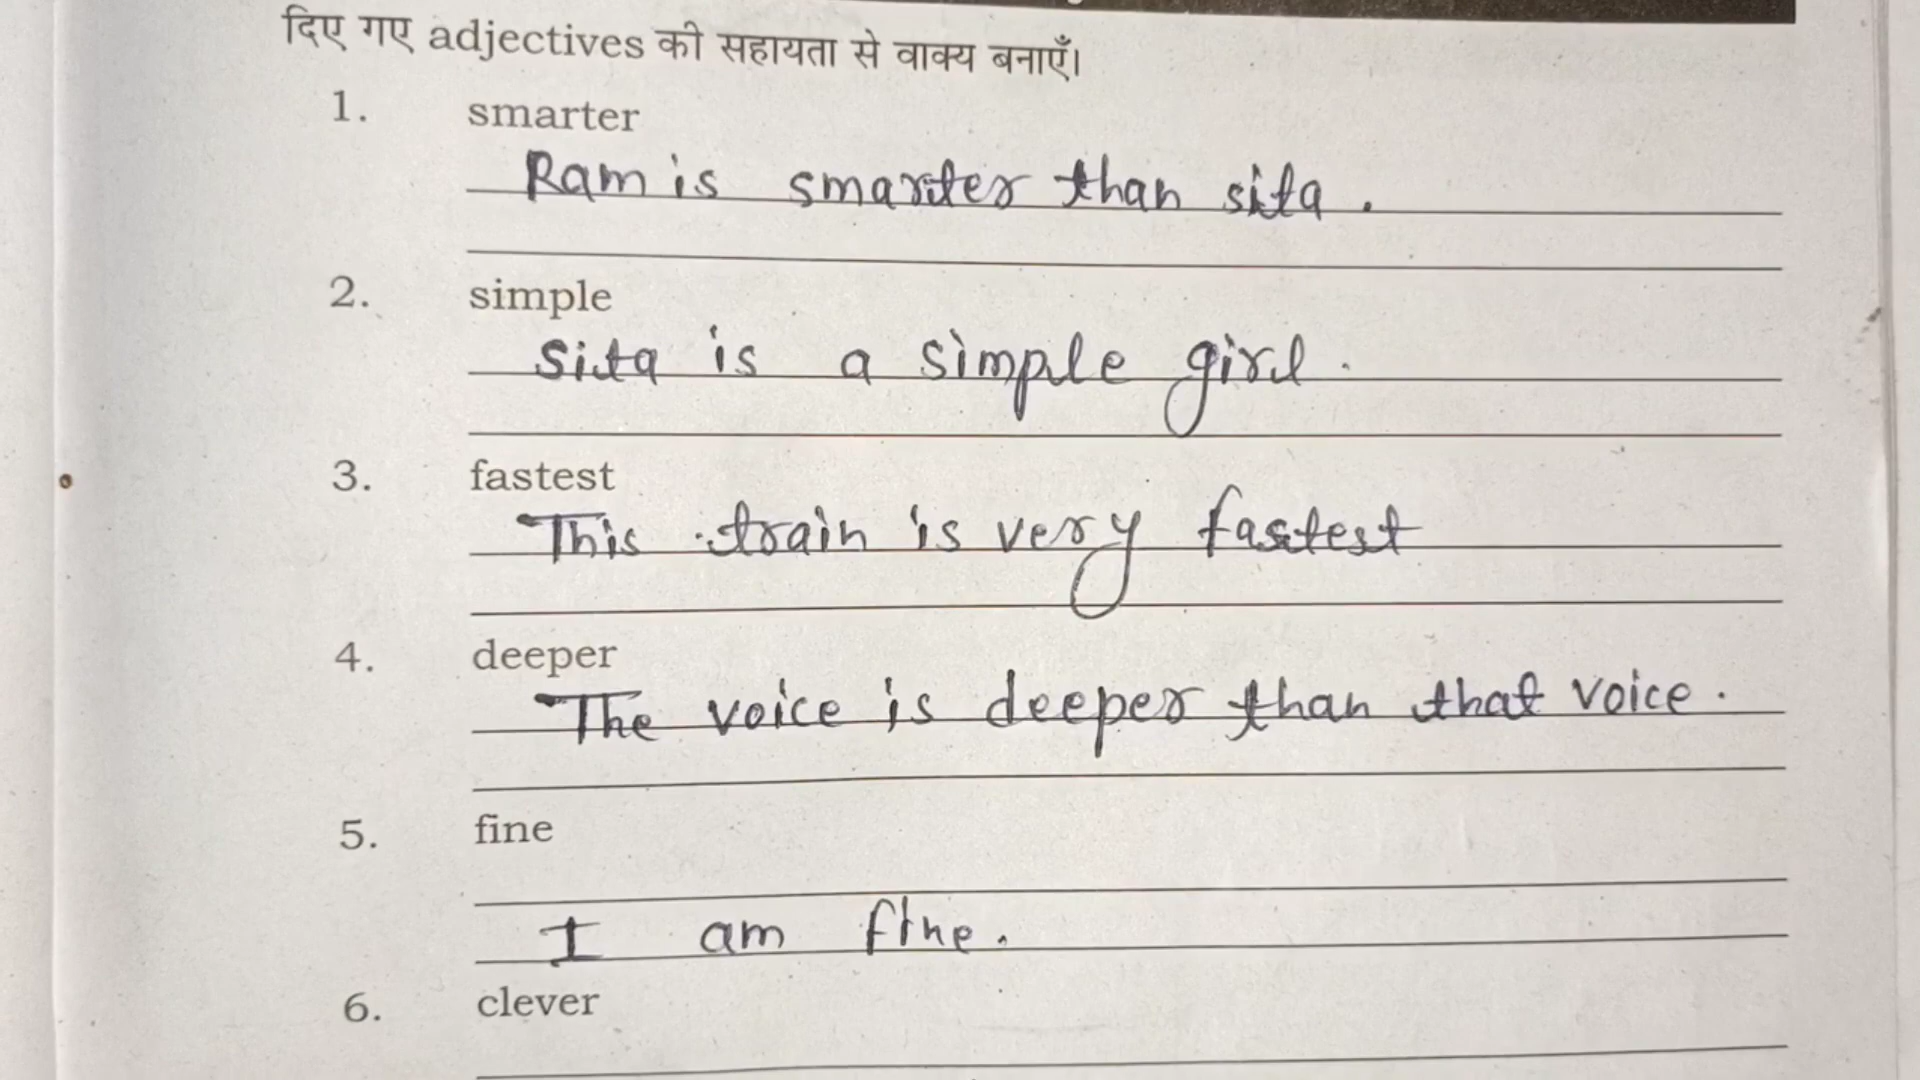 दिए गए adjectives की सहायता से वाक्य बनाएँ।
1. smarter
Ram is smarter than sita.
2. simple
Sita is a simple girl.
3. fastest
This train is very fastest
4. deeper
The voice is deeper than that voice.
5. fine
I am fine.
6. clever